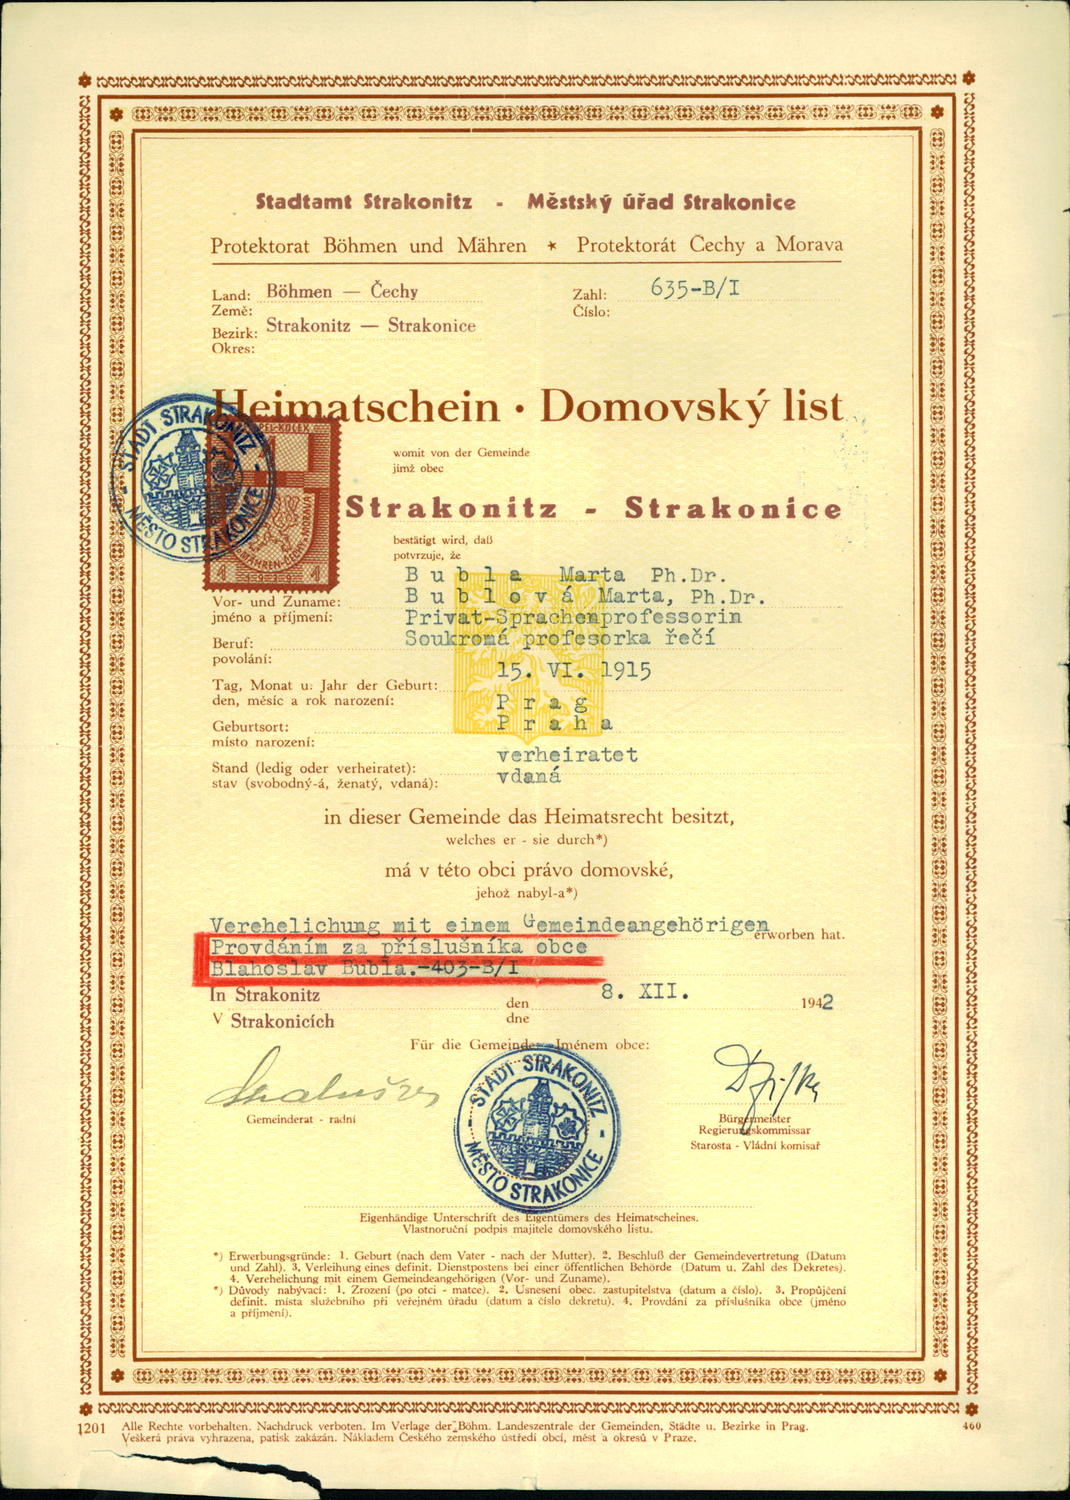 Stadtamt Strakonitz - Městský úřad Strakonice
Protektorat Böhmen und Mähren ★ Protektorát Čechy a Morava
Land: Böhmen — Čechy
Země:
Zahl: 635-B/I
Číslo:
Bezirk: Strakonitz — Strakonice
Okres:
Heimatschein · Domovský list
STADT STRAKONITZ
MĚSTO STRAKONICE
womit von der Gemeinde
jímž obec
Strakonitz - Strakonice
bestätigt wird, daß
potvrzuje, že
Bubla Marta Ph.Dr.
Vor- und Zuname: Bublová Marta, Ph.Dr.
jméno a příjmení: Privat-Sprachenprofessorin
Beruf: Soukromá profesorka řečí
povolání:
15. VI. 1915
Tag, Monat u. Jahr der Geburt:
den, měsíc a rok narození: Prag
Geburtsort: Praha
místo narození:
verheiratet
Stand (ledig oder verheiratet):
stav (svobodný-á, ženatý, vdaná): vdaná
in dieser Gemeinde das Heimatsrecht besitzt,
welches er - sie durch*)
má v této obci právo domovské,
jehož nabyl-a*)
Verehelichung mit einem Gemeindeangehörigen erworben hat.
Provdáním za příslušníka obce
Blahoslav Bubla.-403-B/I
In Strakonitz den 8. XII. 1942
V Strakonicích dne
Für die Gemeinde: Jménem obce:
STADT STRAKONITZ
MĚSTO STRAKONICE
Gemeinderat - radní
Bürgermeister
Regierungskommissar
Starosta - Vládní komisař
Eigenhändige Unterschrift des Eigentümers des Heimatscheines.
Vlastnoruční podpis majitele domovského listu.
*) Erwerbungsgründe: 1. Geburt (nach dem Vater - nach der Mutter). 2. Beschluß der Gemeindevertretung (Datum
und Zahl). 3. Verleihung eines definit. Dienstpostens bei einer öffentlichen Behörde (Datum u. Zahl des Dekretes).
4. Verehelichung mit einem Gemeindeangehörigen (Vor- und Zuname).
*) Důvody nabývací: 1. Zrození (po otci - matce). 2. Usnesení obec. zastupitelstva (datum a číslo). 3. Propůjčení
definit. místa služebního při veřejném úřadu (datum a číslo dekretu). 4. Provdání za příslušníka obce (jméno
a příjmení).
1201 Alle Rechte vorbehalten. Nachdruck verboten. Im Verlage der Böhm. Landeszentrale der Gemeinden, Städte u. Bezirke in Prag. 460
Veškerá práva vyhrazena, patisk zakázán. Nákladem Českého zemského ústředí obcí, měst a okresů v Praze.